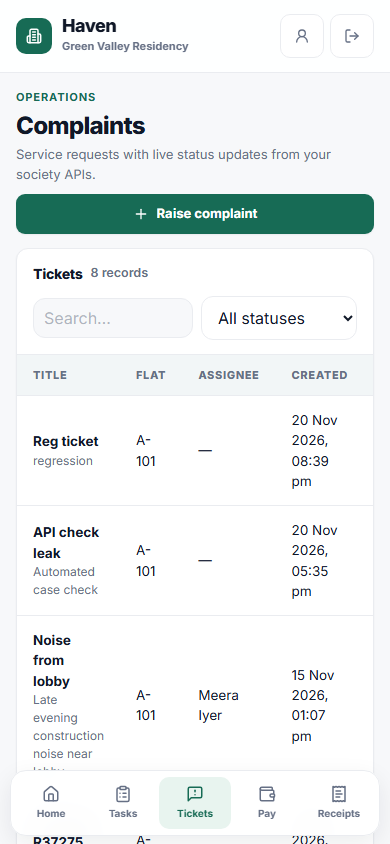 Haven
Green Valley Residency
OPERATIONS
Complaints
Service requests with live status updates from your
society APIs.
+ Raise complaint
Tickets 8 records
Search...
All statuses
TITLE FLAT ASSIGNEE CREATED
Reg ticket
regression
A-
101
—
20 Nov
2026,
08:39
pm
API check
leak
Automated
case check
A-
101
—
20 Nov
2026,
05:35
pm
Noise
from
lobby
Late
evening
construction
noise near
lobby
A-
101
Meera
Iyer
15 Nov
2026,
01:07
pm
Home
Tasks
Tickets
Pay
Receipts
R37275
A-
2026,